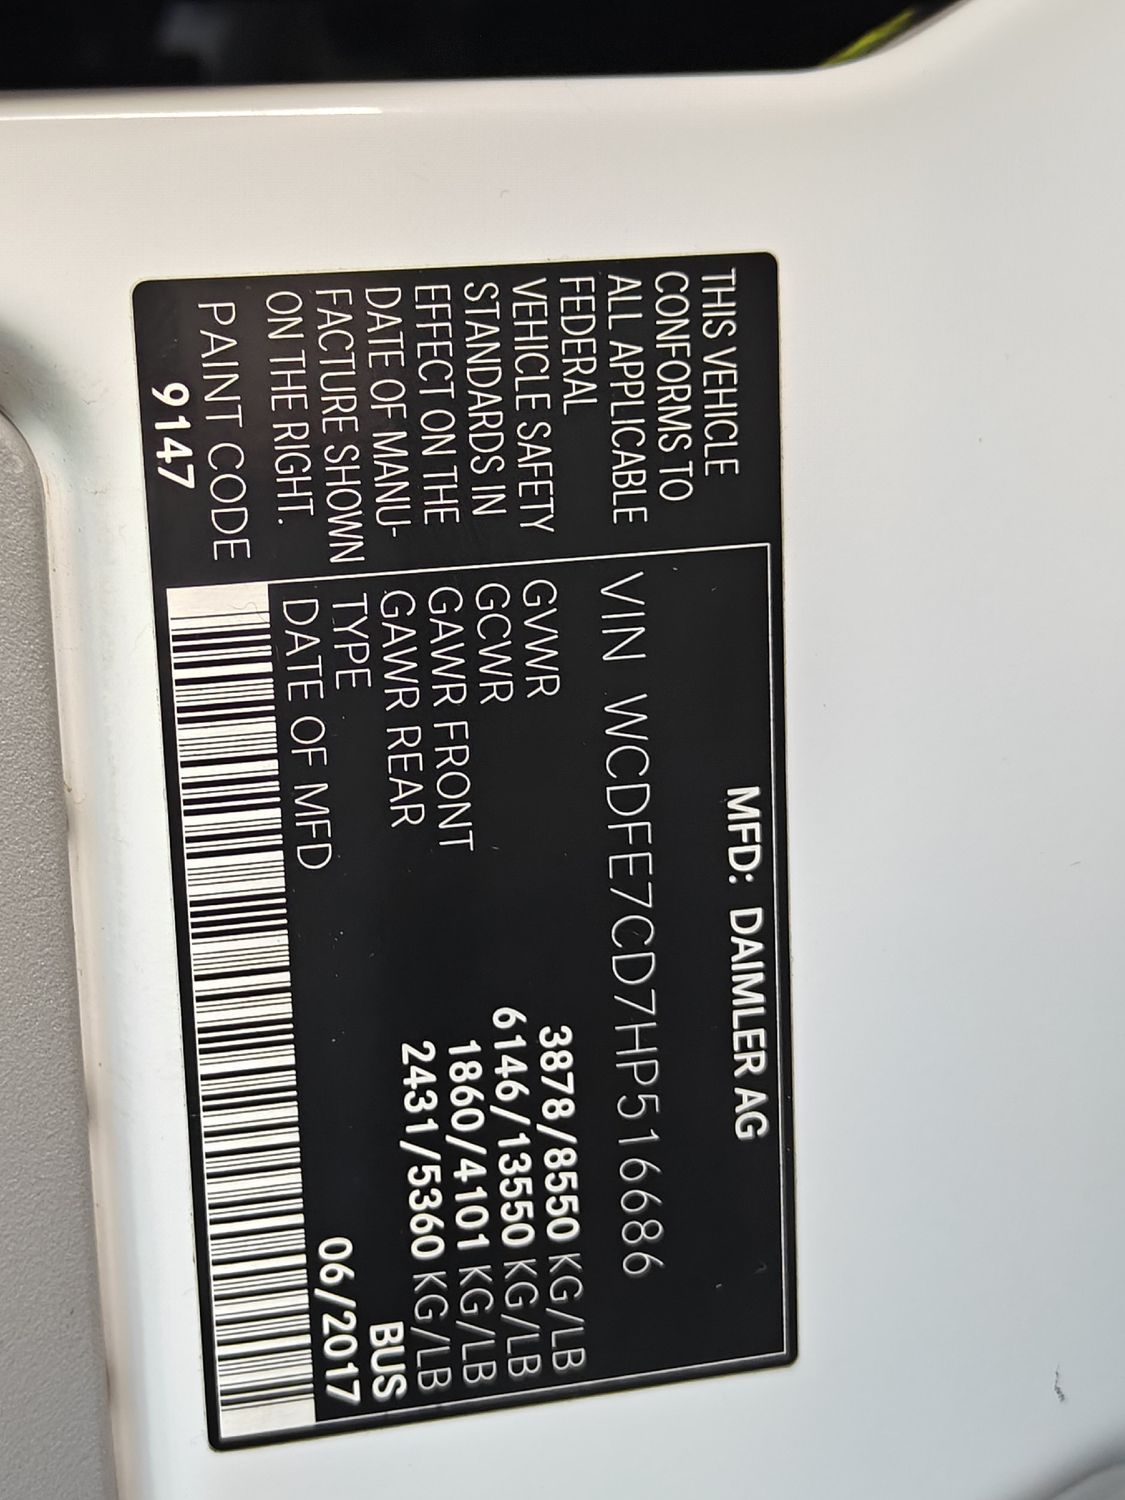 MFD: DAIMLER AG
THIS VEHICLE
CONFORMS TO
ALL APPLICABLE
FEDERAL
VEHICLE SAFETY
STANDARDS IN
EFFECT ON THE
DATE OF MANU-
FACTURE SHOWN
ON THE RIGHT.
PAINT CODE
9147
VIN WCDFE7CD7HP516686
GVWR 3878/8550 KG/LB
GCWR 6146/13550 KG/LB
GAWR FRONT 1860/4101 KG/LB
GAWR REAR 2431/5360 KG/LB
TYPE BUS
DATE OF MFD 06/2017